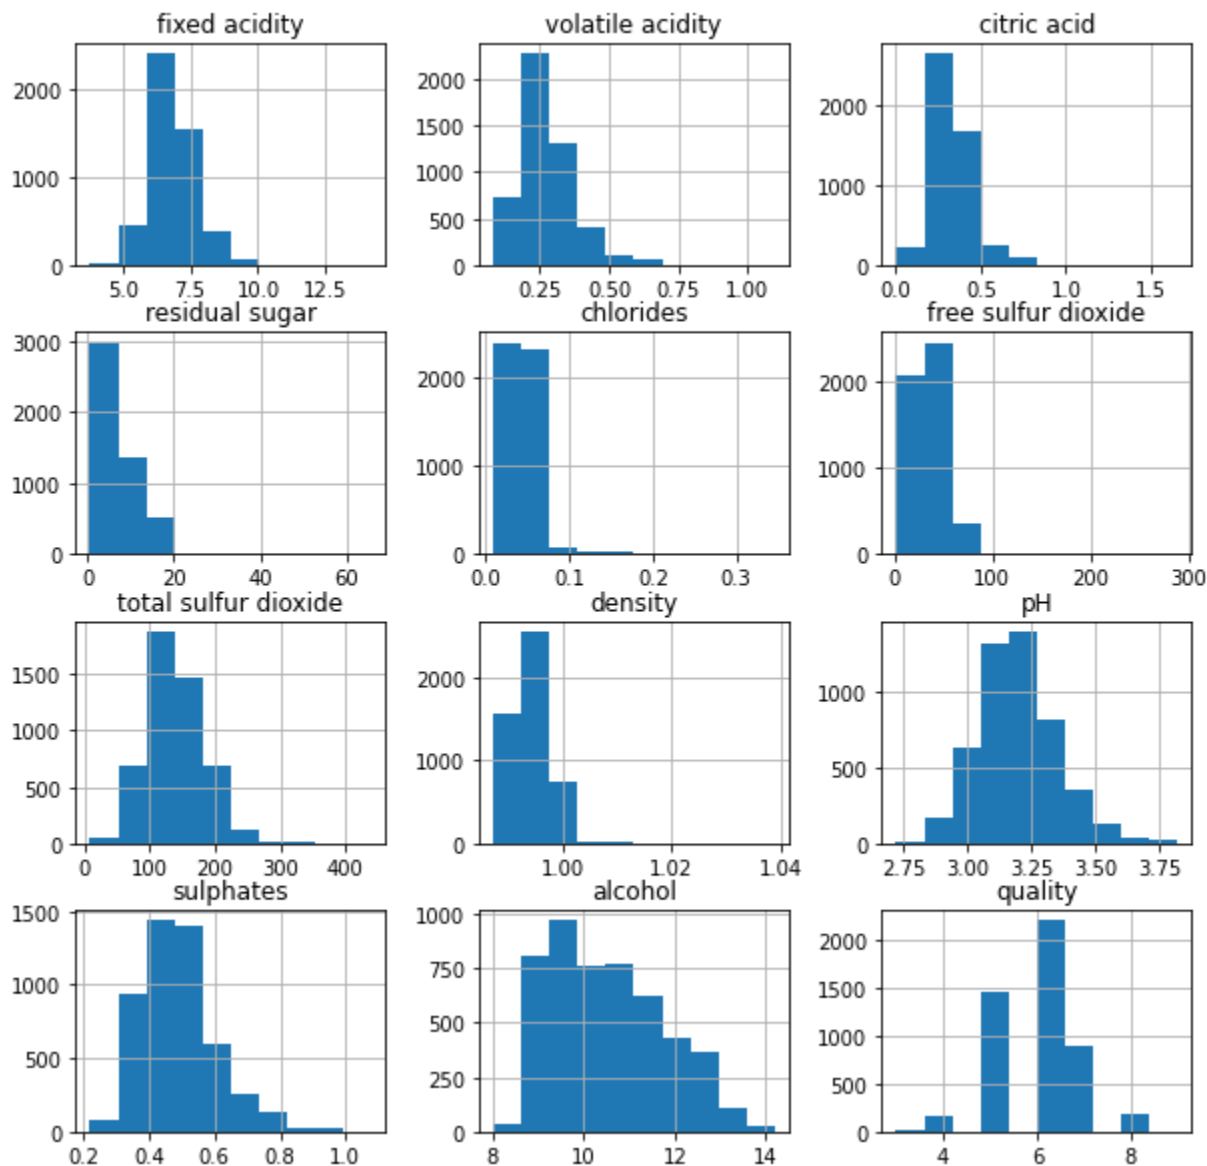 fixed acidity volatile acidity citric acid
2000 1000 0
5.0 7.5 10.0 12.5
2000 1500 1000 500 0
0.25 0.50 0.75 1.00
2000 1000 0
0.0 0.5 1.0 1.5
residual sugar chlorides free sulfur dioxide
3000 2000 1000 0
0 20 40 60
2000 1000 0
0.0 0.1 0.2 0.3
2000 1000 0
0 100 200 300
total sulfur dioxide density pH
1500 1000 500 0
0 100 200 300 400
2000 1000 0
1.00 1.02 1.04
1000 500 0
2.75 3.00 3.25 3.50 3.75
sulphates alcohol quality
1500 1000 500 0
0.2 0.4 0.6 0.8 1.0
1000 750 500 250 0
8 10 12 14
2000 1500 1000 500 0
4 6 8